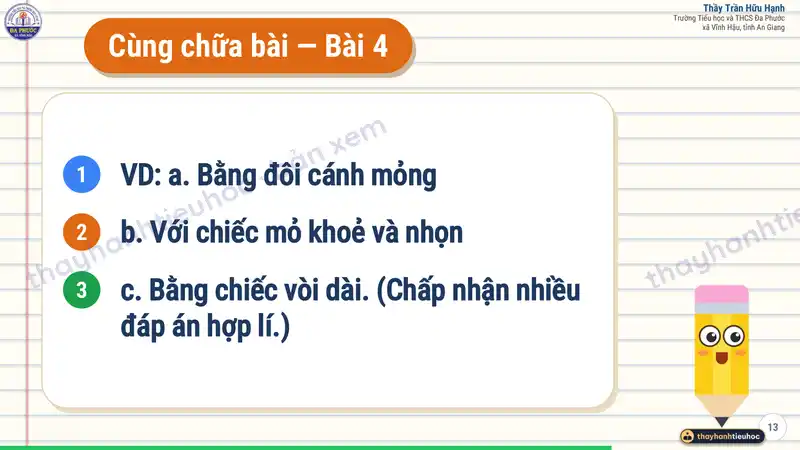 Thầy Trần Hữu Hạnh
Trường Tiểu học và THCS Đa Phước
xã Vĩnh Hậu, tỉnh An Giang
ĐA PHƯỚC
Cùng chữa bài – Bài 4
1 VD: a. Bằng đôi cánh mỏng
2 b. Với chiếc mỏ khoẻ và nhọn
3 c. Bằng chiếc vòi dài. (Chấp nhận nhiều
đáp án hợp lí.)
thayhanhtieuhoc
13